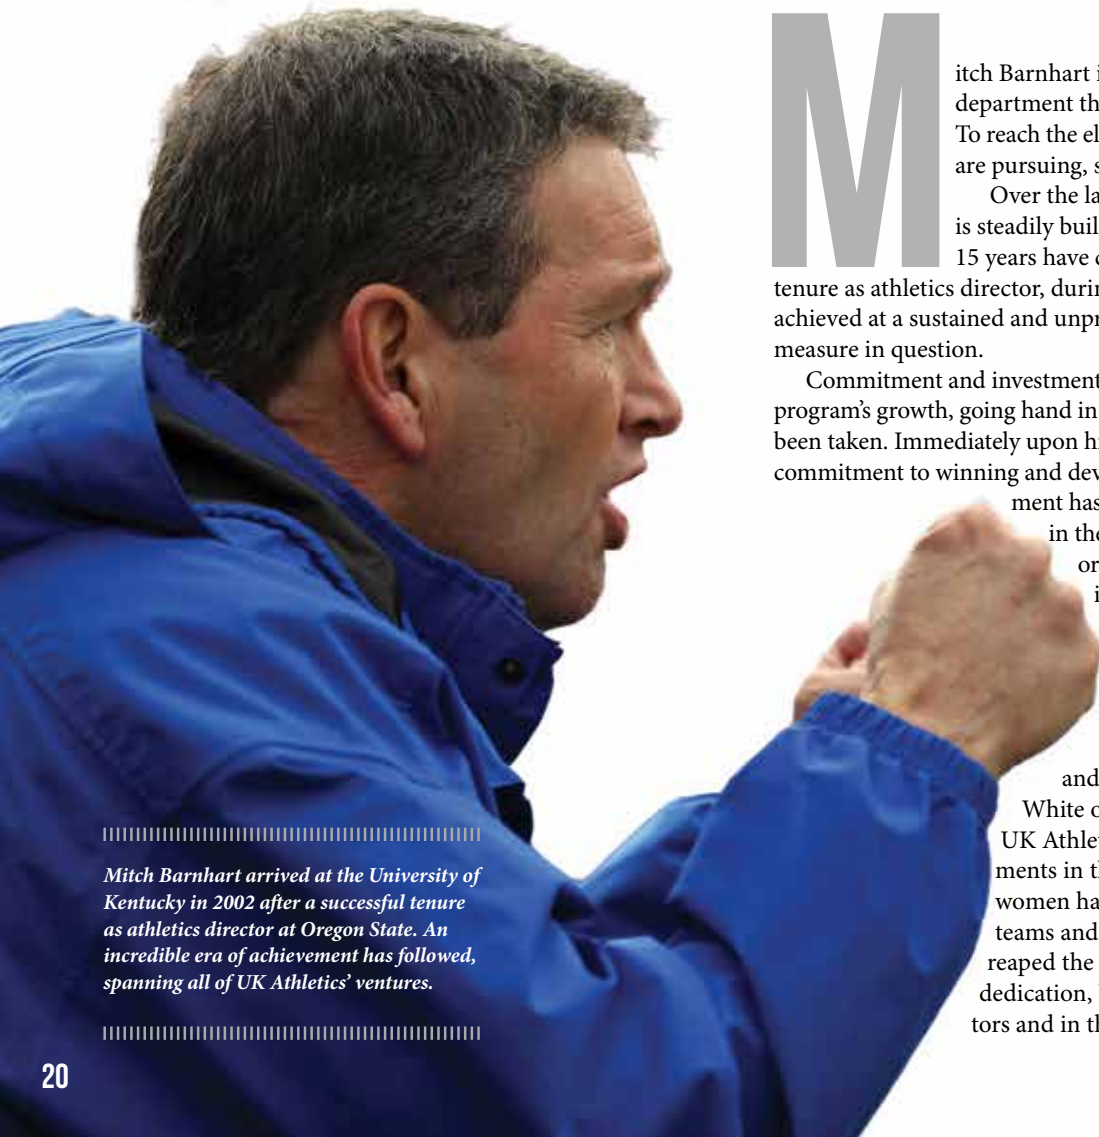 Mitch Barnhart i
department th
To reach the el
are pursuing, s
Over the la
is steadily buil
15 years have
tenure as athletics director, durin
achieved at a sustained and unpr
measure in question.
Commitment and investment
program’s growth, going hand in
been taken. Immediately upon hi
commitment to winning and dev
ment has
in the
or
i
and
White o
UK Athle
ments in th
women ha
teams and
reaped the
dedication,
tors and in th
Mitch Barnhart arrived at the University of
Kentucky in 2002 after a successful tenure
as athletics director at Oregon State. An
incredible era of achievement has followed,
spanning all of UK Athletics’ ventures.
20